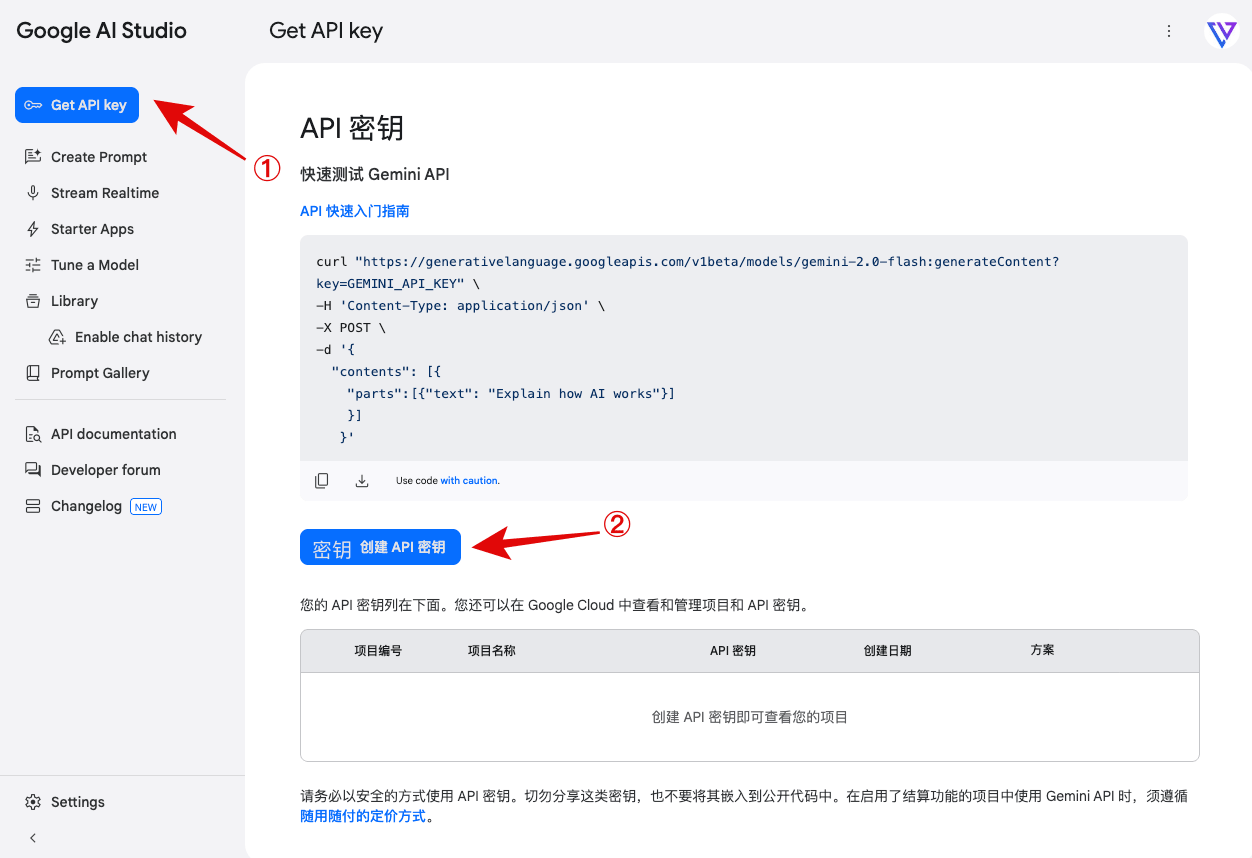 Google AI Studio
Get API key
Get API key
①
Create Prompt
Stream Realtime
Starter Apps
Tune a Model
Library
Enable chat history
Prompt Gallery
API documentation
Developer forum
Changelog NEW
Settings
API 密钥
快速测试 Gemini API
API 快速入门指南
curl "https://generativelanguage.googleapis.com/v1beta/models/gemini-2.0-flash:generateContent?
key=GEMINI_API_KEY" \
-H 'Content-Type: application/json' \
-X POST \
-d '{
"contents": [{
"parts":[{"text": "Explain how AI works"}]
}]
}'
Use code with caution.
密钥 创建 API 密钥
②
您的 API 密钥列在下面。您还可以在 Google Cloud 中查看和管理项目和 API 密钥。
项目编号 项目名称 API 密钥 创建日期 方案
创建 API 密钥即可查看您的项目
请务必以安全的方式使用 API 密钥。切勿分享这类密钥，也不要将其嵌入到公开代码中。在启用了结算功能的项目中使用 Gemini API 时，须遵循
随用随付的定价方式。